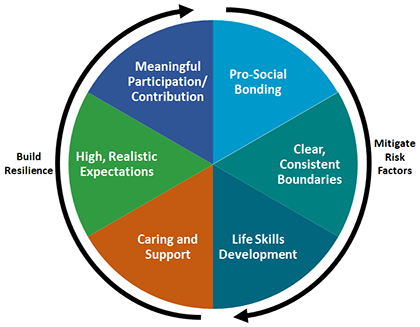 Meaningful
Participation/
Contribution
Pro-Social
Bonding
Clear,
Consistent
Boundaries
Life Skills
Development
Caring and
Support
High, Realistic
Expectations
Build
Resilience
Mitigate
Risk
Factors